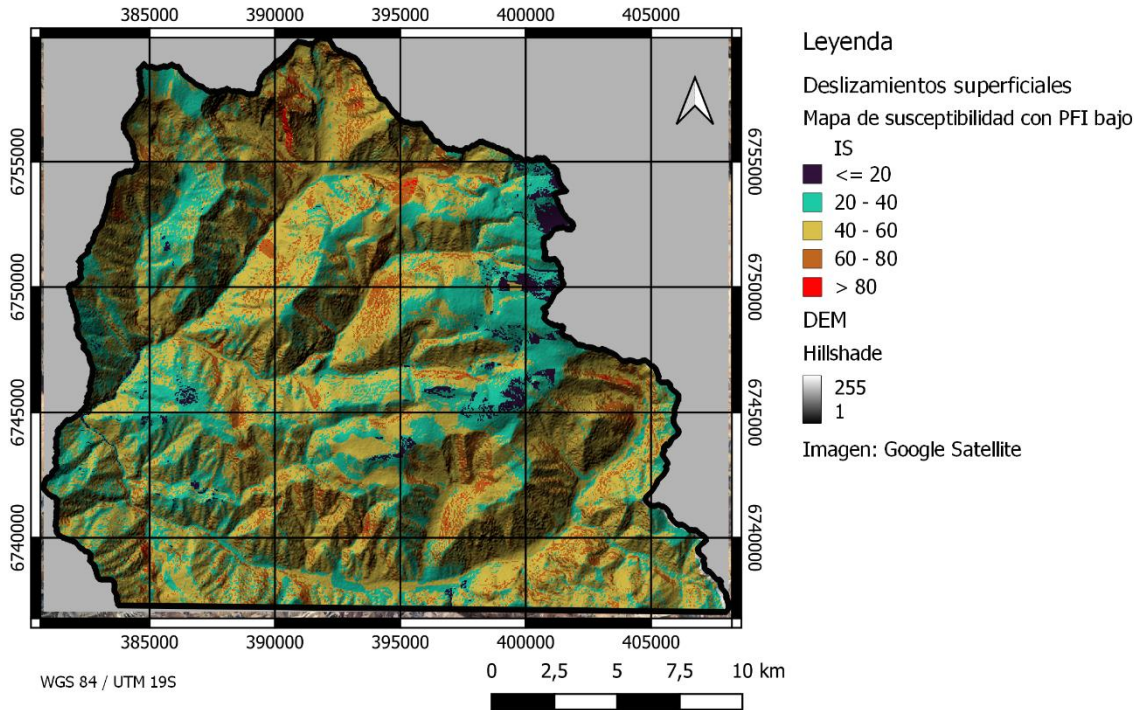 385000 390000 395000 400000 405000
6755000
6750000
6745000
6740000
6755000
6750000
6745000
6740000
385000 390000 395000 400000 405000
WGS 84 / UTM 19S
0 2,5 5 7,5 10 km
Leyenda
Deslizamientos superficiales
Mapa de susceptibilidad con PFI bajo
IS
<= 20
20 - 40
40 - 60
60 - 80
> 80
DEM
Hillshade
255
1
Imagen: Google Satellite